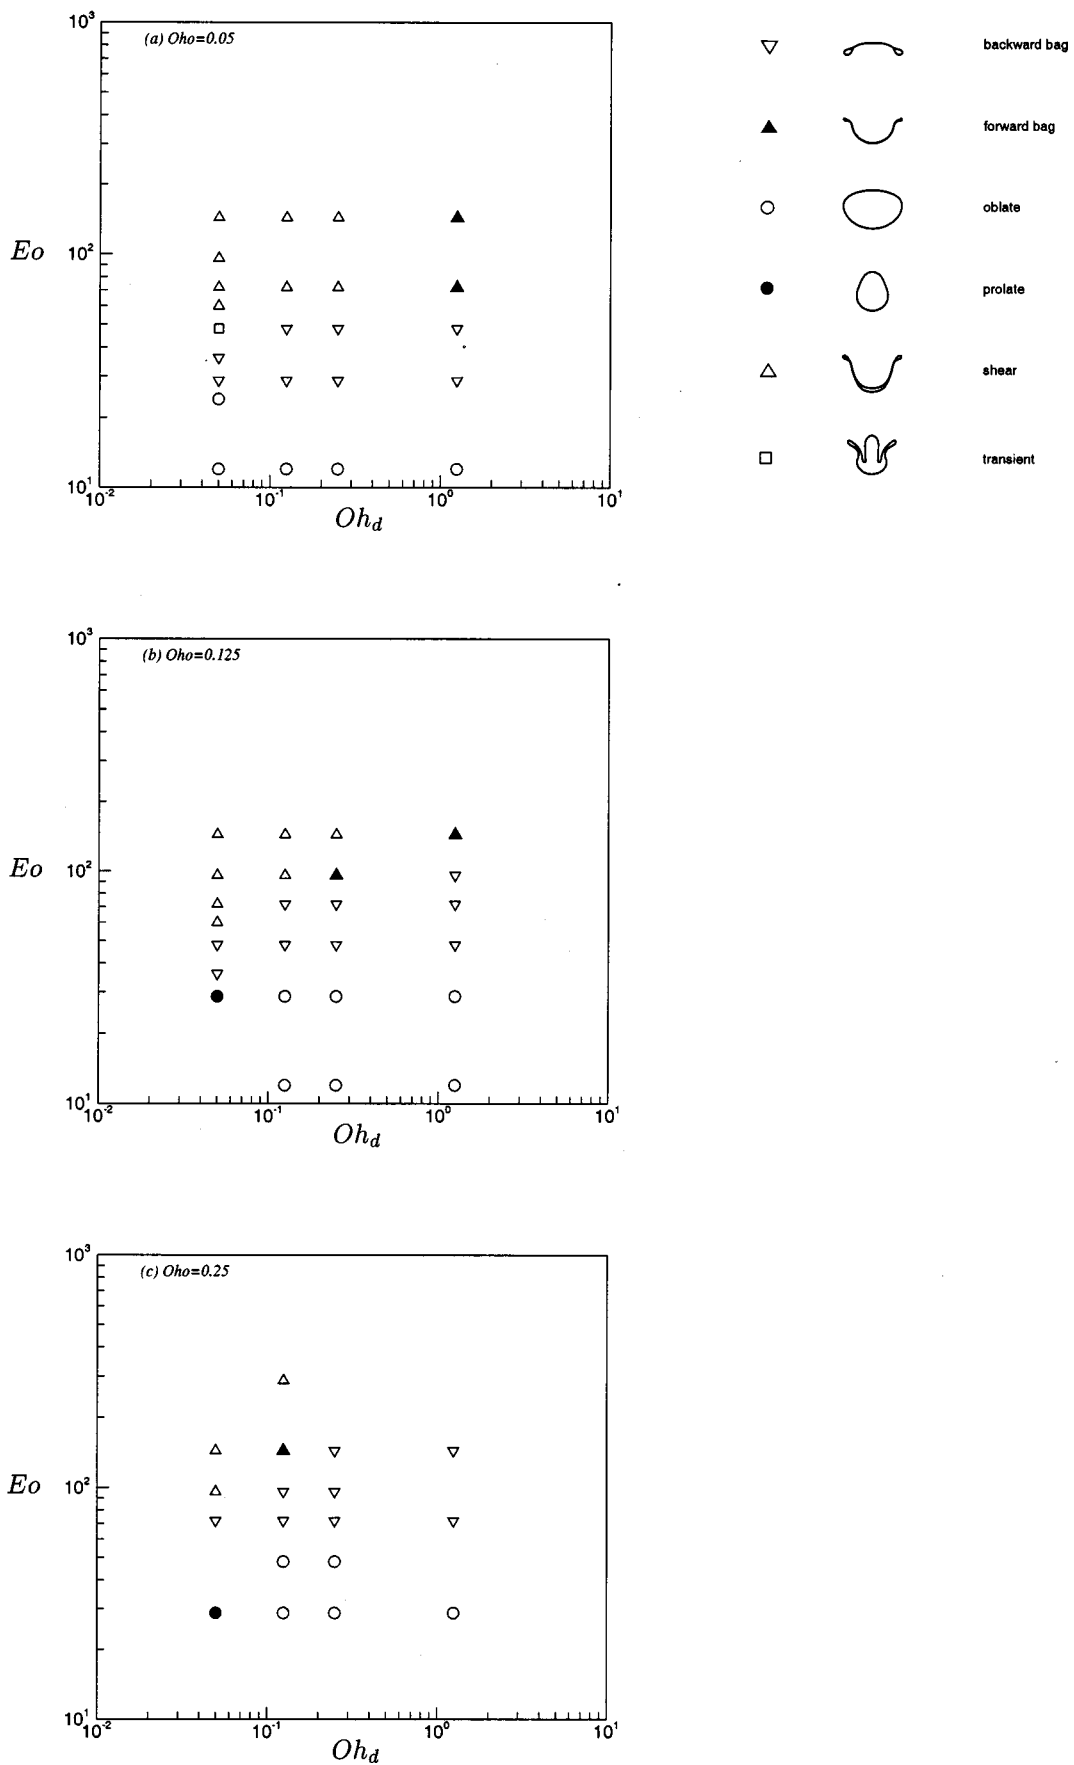 (a) Oho=0.05
10³
Eo 10²
10¹
10⁻² 10⁻¹ 10⁰ 10¹
Oh_d
backward bag
forward bag
oblate
prolate
shear
transient
(b) Oho=0.125
10³
Eo 10²
10¹
10⁻² 10⁻¹ 10⁰ 10¹
Oh_d
(c) Oho=0.25
10³
Eo 10²
10¹
10⁻² 10⁻¹ 10⁰ 10¹
Oh_d